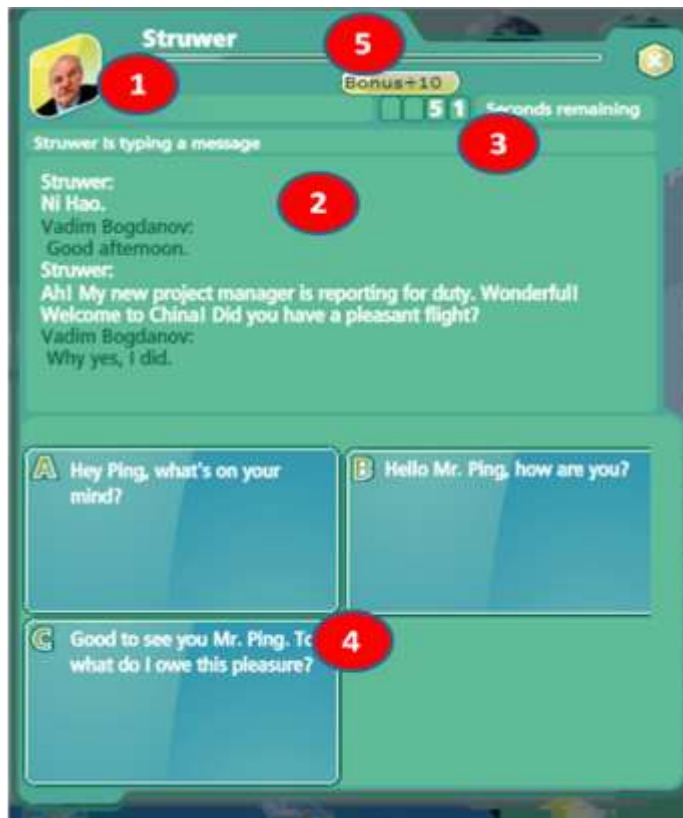 Struwer
5
1
Bonus+10
51 Seconds remaining
3
Struwer is typing a message
Struwer:
Ni Hao.
2
Vadim Bogdanov:
Good afternoon.
Struwer:
Ah! My new project manager is reporting for duty. Wonderful!
Welcome to China! Did you have a pleasant flight?
Vadim Bogdanov:
Why yes, I did.
A Hey Ping, what's on your
mind?
B Hello Mr. Ping, how are you?
C Good to see you Mr. Ping. To
what do I owe this pleasure?
4